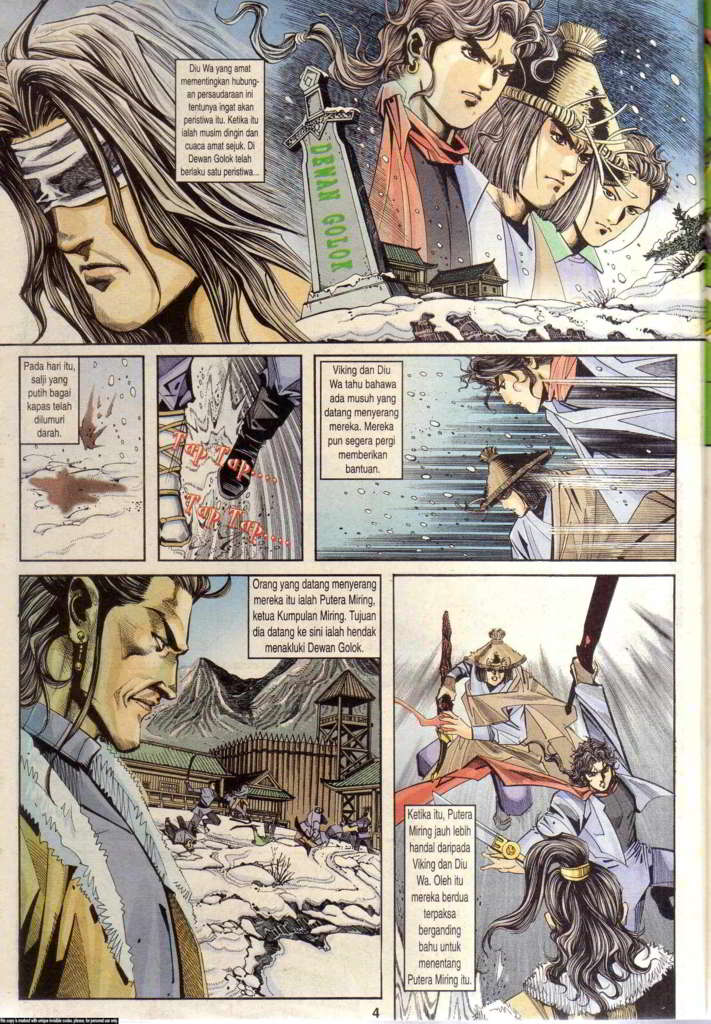 Diu Wa yang amat
mementingkan hubung-
an persaudaraan ini
tentunya ingat akan
peristiwa itu. Ketika itu
ialah musim dingin dan
cuaca amat sejuk. Di
Dewan Golok telah
berlaku satu peristiwa...
DEWAN GOLOK
Pada hari itu,
salji yang
putih bagai
kapas telah
dilumuri
darah.
Tap Tap....
Tap Tap....
Viking dan Diu
Wa tahu bahawa
ada musuh yang
datang menyerang
mereka. Mereka
pun segera pergi
memberikan
bantuan.
Orang yang datang menyerang
mereka itu ialah Putera Miring,
ketua Kumpulan Miring. Tujuan
dia datang ke sini ialah hendak
menakluki Dewan Golok.
Ketika itu, Putera
Miring jauh lebih
handal daripada
Viking dan Diu
Wa. Oleh itu
mereka berdua
terpaksa
berganding
bahu untuk
menentang
Putera Miring itu.
4